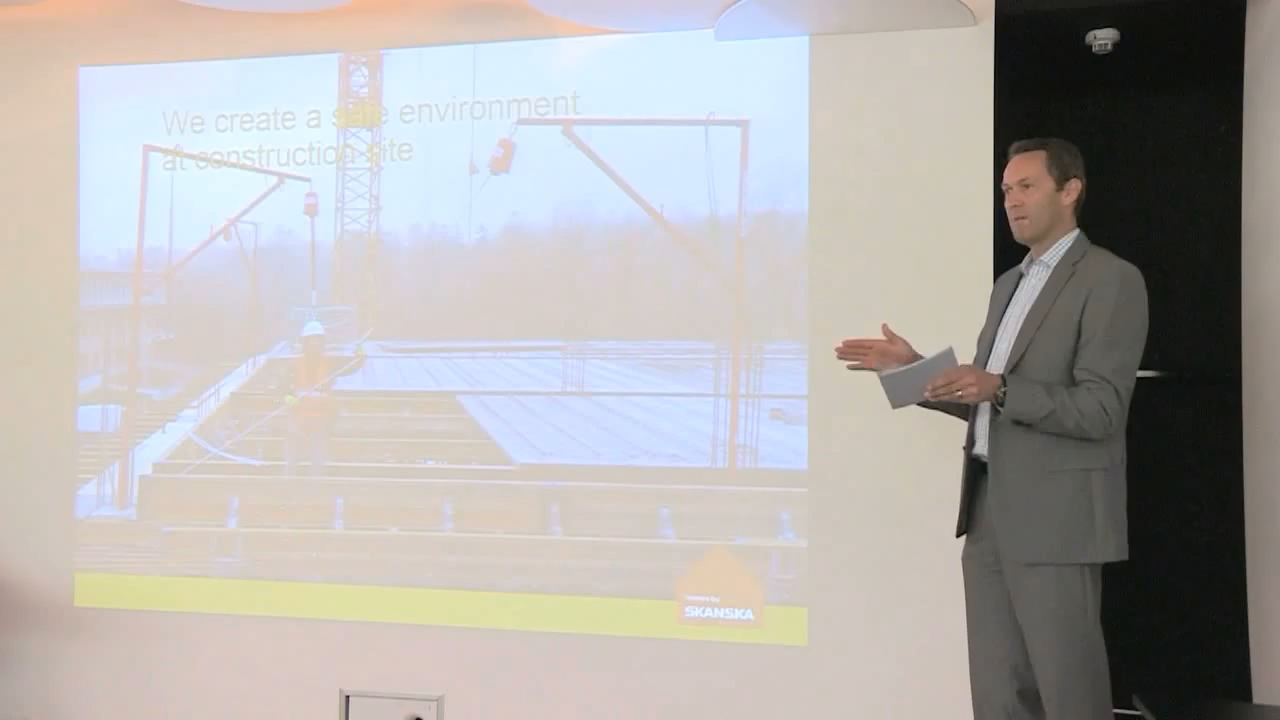 We create a safe environment
at construction site
SKANSKA